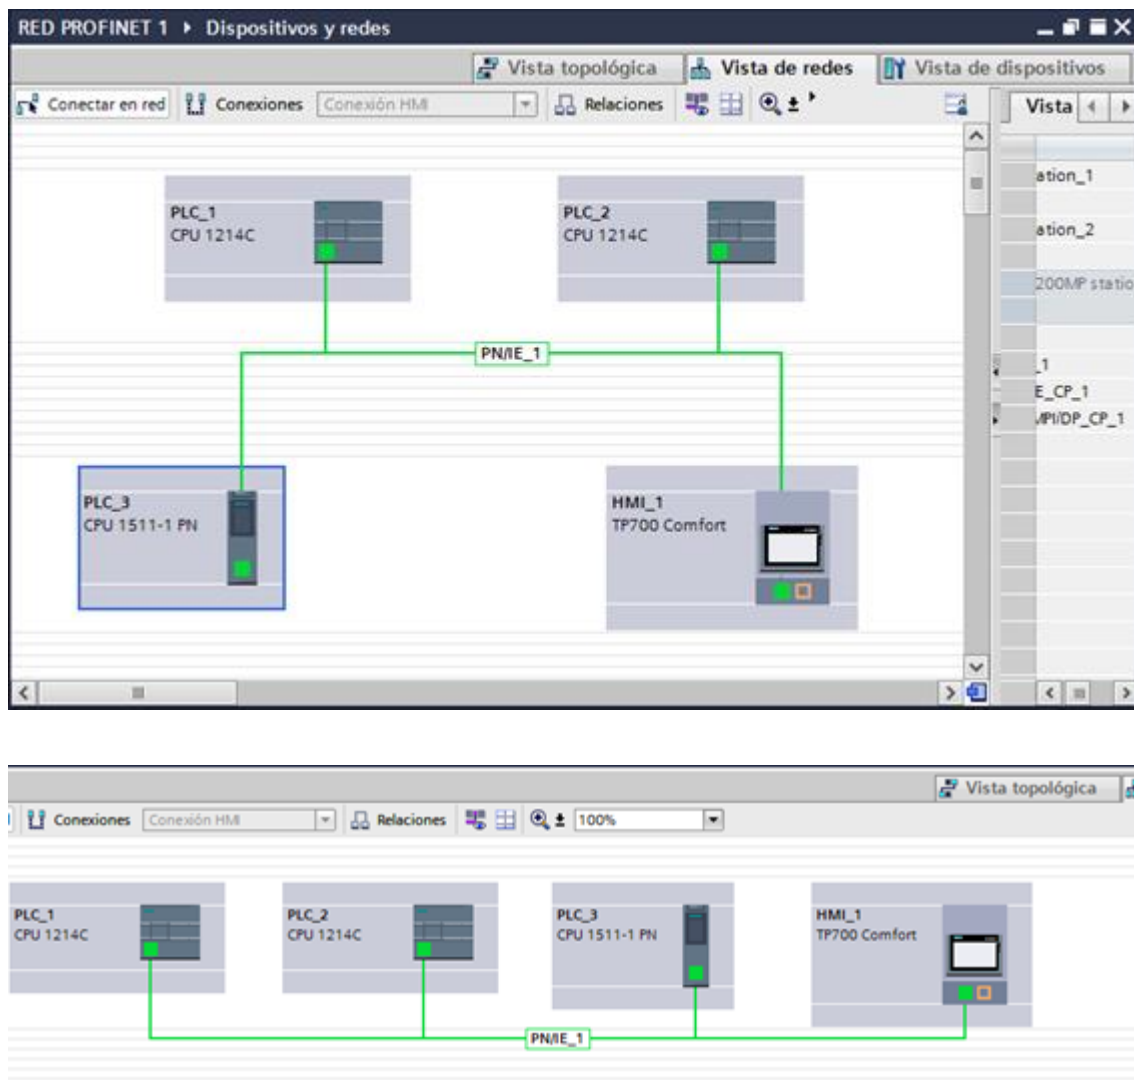 RED PROFINET 1 ▸ Dispositivos y redes
Vista topológica Vista de redes Vista de dispositivos
Conectar en red Conexiones Conexión HMI Relaciones Vista
ation_1
PLC_1
CPU 1214C
PLC_2
CPU 1214C
ation_2
200MP statio
PN/IE_1
_1
E_CP_1
MPI/DP_CP_1
PLC_3
CPU 1511-1 PN
HMI_1
TP700 Comfort
Vista topológica
Conexiones Conexión HMI Relaciones 100%
PLC_1
CPU 1214C
PLC_2
CPU 1214C
PLC_3
CPU 1511-1 PN
HMI_1
TP700 Comfort
PN/IE_1